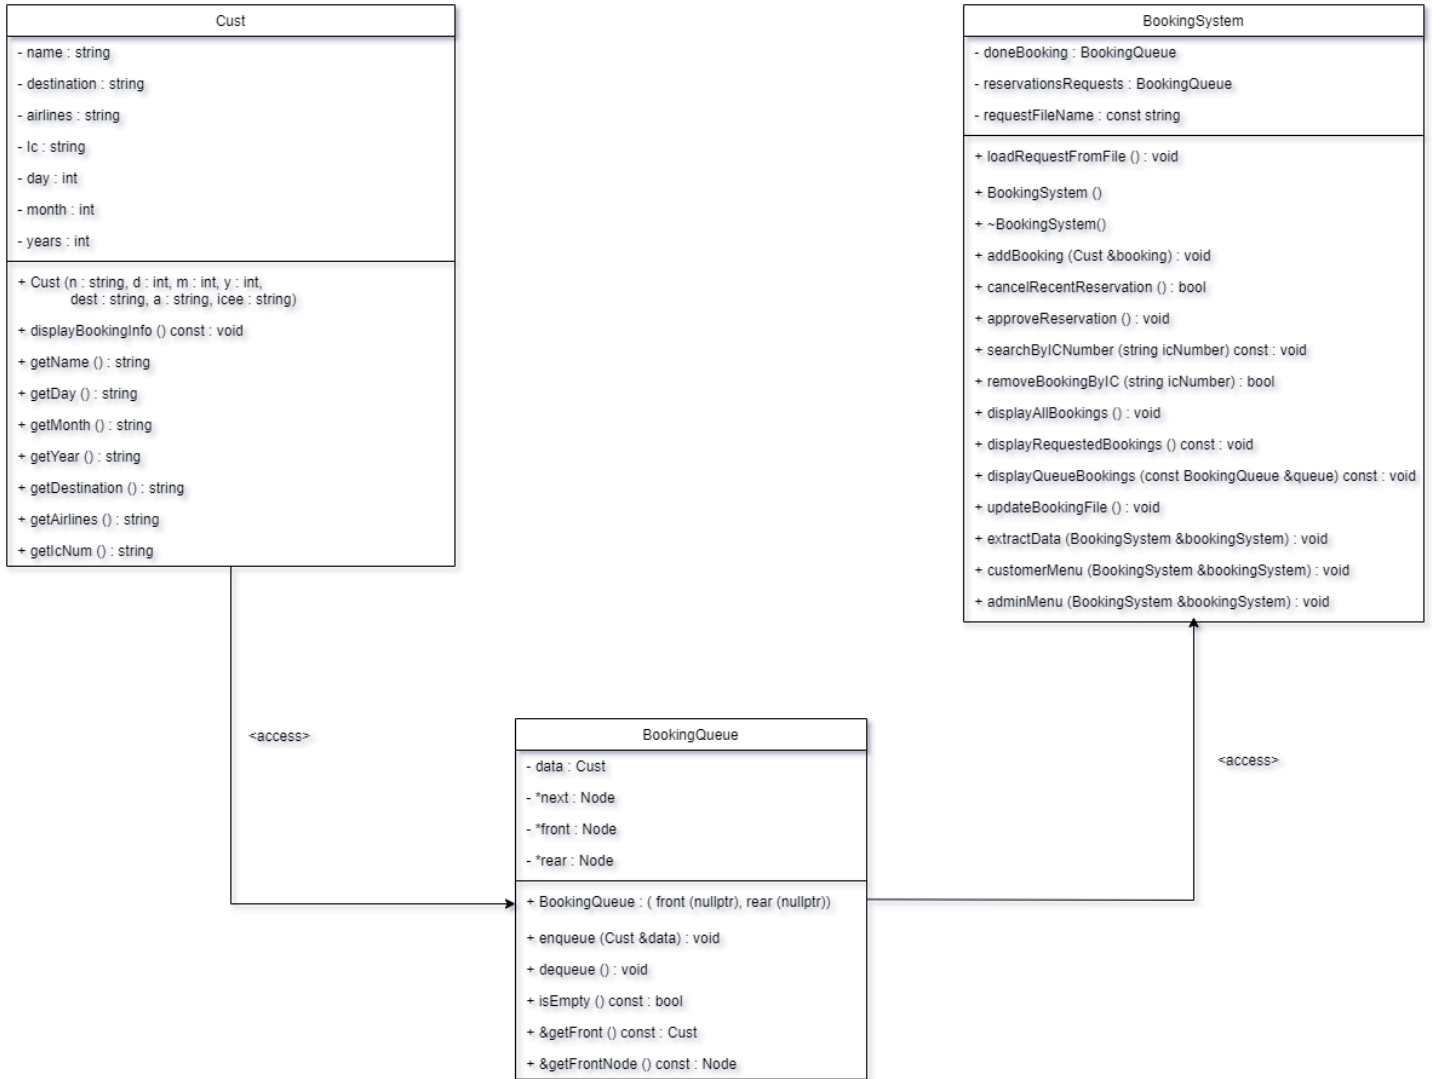 Cust
- name : string
- destination : string
- airlines : string
- Ic : string
- day : int
- month : int
- years : int
+ Cust (n : string, d : int, m : int, y : int,
dest : string, a : string, icee : string)
+ displayBookingInfo () const : void
+ getName () : string
+ getDay () : string
+ getMonth () : string
+ getYear () : string
+ getDestination () : string
+ getAirlines () : string
+ getIcNum () : string
BookingSystem
- doneBooking : BookingQueue
- reservationsRequests : BookingQueue
- requestFileName : const string
+ loadRequestFromFile () : void
+ BookingSystem ()
+ ~BookingSystem()
+ addBooking (Cust &booking) : void
+ cancelRecentReservation () : bool
+ approveReservation () : void
+ searchByICNumber (string icNumber) const : void
+ removeBookingByIC (string icNumber) : bool
+ displayAllBookings () : void
+ displayRequestedBookings () const : void
+ displayQueueBookings (const BookingQueue &queue) const : void
+ updateBookingFile () : void
+ extractData (BookingSystem &bookingSystem) : void
+ customerMenu (BookingSystem &bookingSystem) : void
+ adminMenu (BookingSystem &bookingSystem) : void
<access>
BookingQueue
- data : Cust
- *next : Node
- *front : Node
- *rear : Node
+ BookingQueue : ( front (nullptr), rear (nullptr))
+ enqueue (Cust &data) : void
+ dequeue () : void
+ isEmpty () const : bool
+ &getFront () const : Cust
+ &getFrontNode () const : Node
<access>